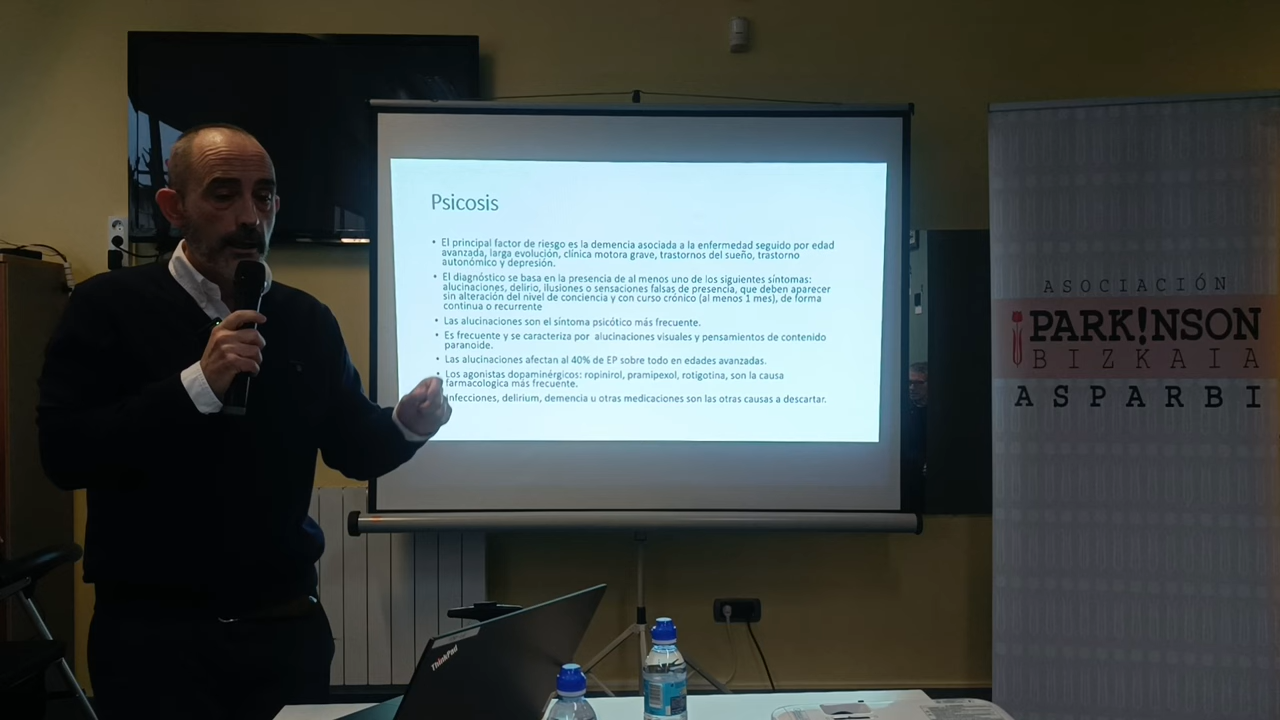 Psicosis
• El principal factor de riesgo es la demencia asociada a la enfermedad seguido por edad
avanzada, larga evolución, clínica motora grave, trastornos del sueño, trastorno
autonómico y depresión.
• El diagnóstico se basa en la presencia de al menos uno de los siguientes síntomas:
alucinaciones, delirio, ilusiones o sensaciones falsas de presencia, que deben aparecer
sin alteración del nivel de conciencia y con curso crónico (al menos 1 mes), de forma
continua o recurrente
• Las alucinaciones son el síntoma psicótico más frecuente.
• Es frecuente y se caracteriza por alucinaciones visuales y pensamientos de contenido
paranoide.
• Las alucinaciones afectan al 40% de EP sobre todo en edades avanzadas.
• Los agonistas dopaminérgicos: ropinirol, pramipexol, rotigotina, son la causa
farmacologica más frecuente.
Infecciones, delirium, demencia u otras medicaciones son las otras causas a descartar.
ASOCIACIÓN
PARK!NSON
BIZKAIA
ASPARBI
ThinkPad